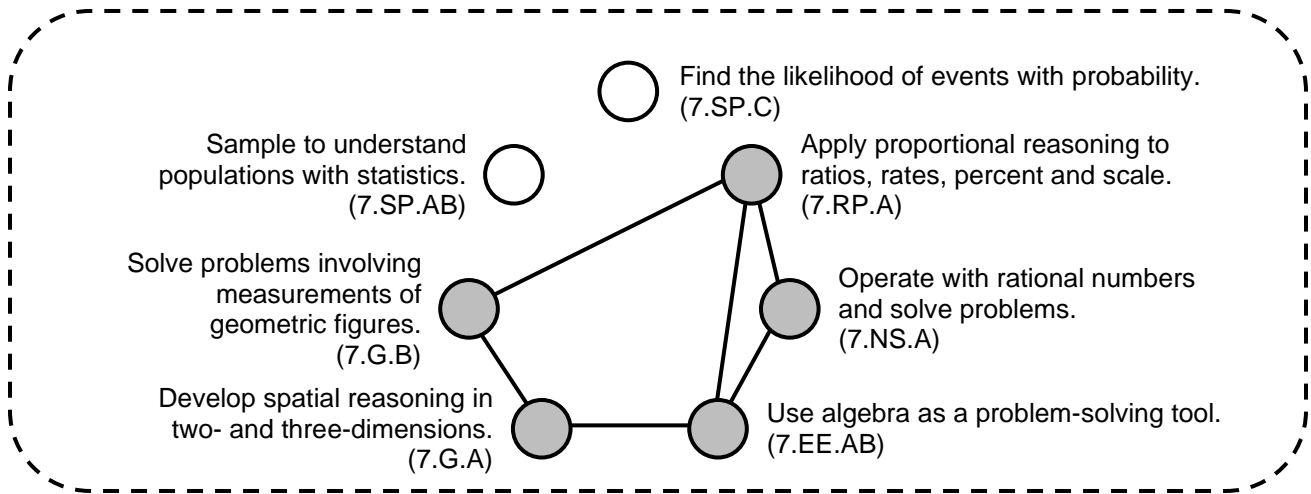 Find the likelihood of events with probability.
(7.SP.C)
Sample to understand
populations with statistics.
(7.SP.AB)
Apply proportional reasoning to
ratios, rates, percent and scale.
(7.RP.A)
Solve problems involving
measurements of
geometric figures.
(7.G.B)
Operate with rational numbers
and solve problems.
(7.NS.A)
Develop spatial reasoning in
two- and three-dimensions.
(7.G.A)
Use algebra as a problem-solving tool.
(7.EE.AB)